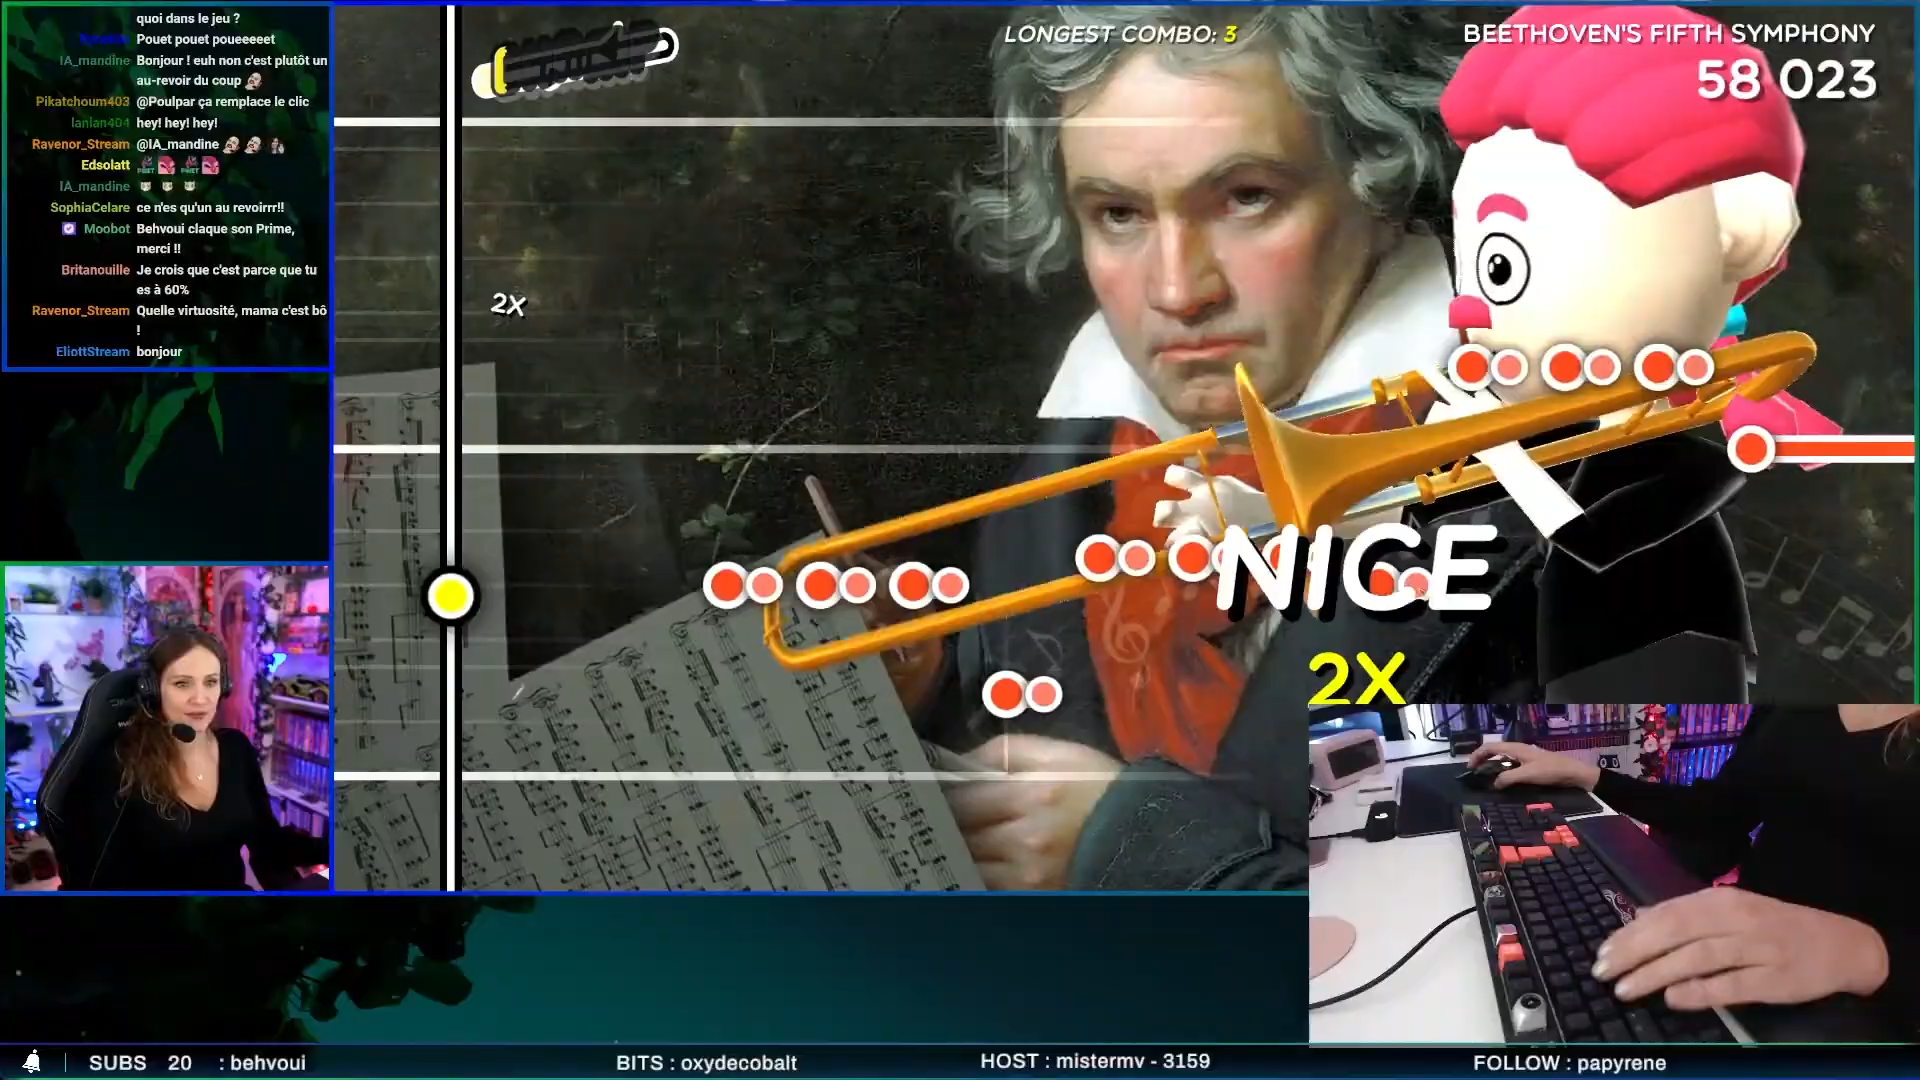 quoi dans le jeu ?
Pouet pouet poueeeeet
IA_mandine Bonjour ! euh non c'est plutôt un
au-revoir du coup
Pikatchoum403 @Poulpar ça remplace le clic
lanlan404 hey! hey! hey!
Ravenor_Stream @IA_mandine
Edsolatt
IA_mandine
SophiaCelare ce n'es qu'un au revoirrr!!
Moobot Behvoui claque son Prime,
merci !!
Britanouille Je crois que c'est parce que tu
es à 60%
Ravenor_Stream Quelle virtuosité, mama c'est bô
!
EliottStream bonjour
LONGEST COMBO: 3
BEETHOVEN'S FIFTH SYMPHONY
58 023
2X
NICE
2X
SUBS 20 : behvoui
BITS : oxydecobalt
HOST : mistermv - 3159
FOLLOW : papyrene